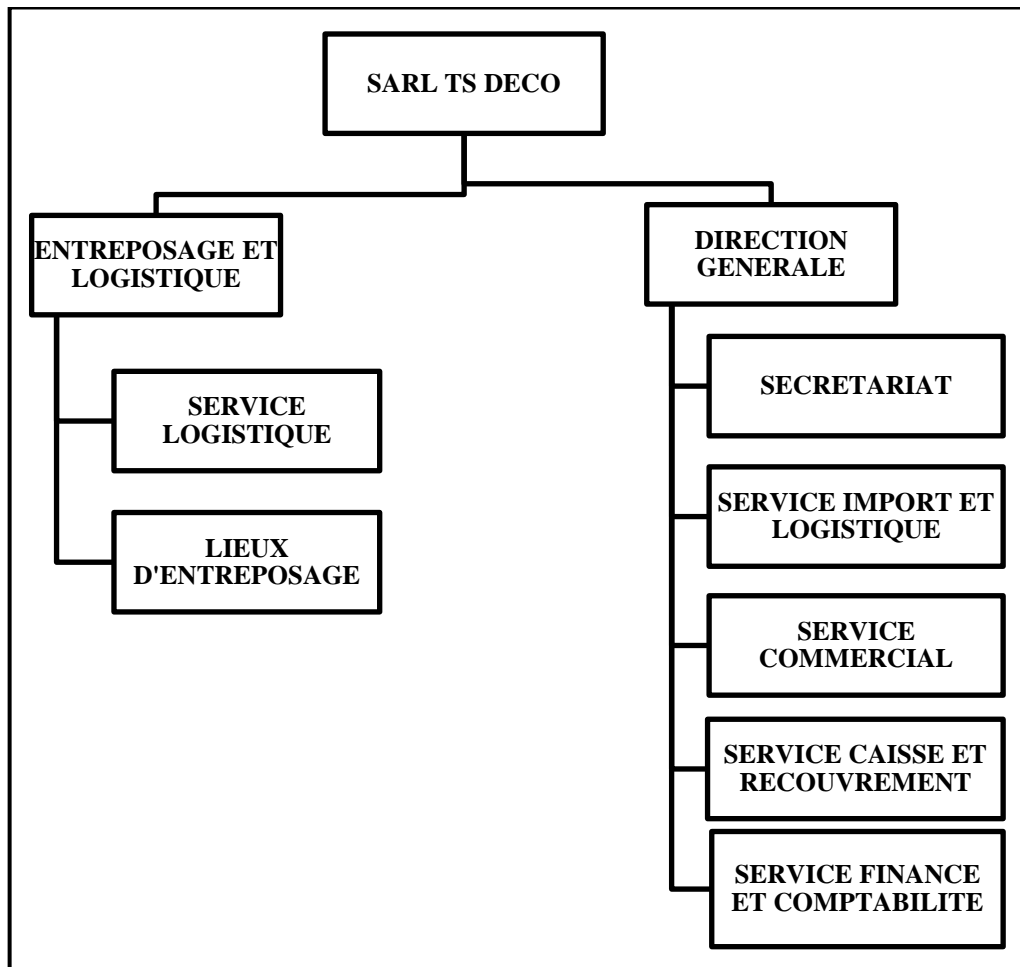 SARL TS DECO
ENTREPOSAGE ET
LOGISTIQUE
SERVICE
LOGISTIQUE
LIEUX
D'ENTREPOSAGE
DIRECTION
GENERALE
SECRETARIAT
SERVICE IMPORT ET
LOGISTIQUE
SERVICE
COMMERCIAL
SERVICE CAISSE ET
RECOUVREMENT
SERVICE FINANCE
ET COMPTABILITE